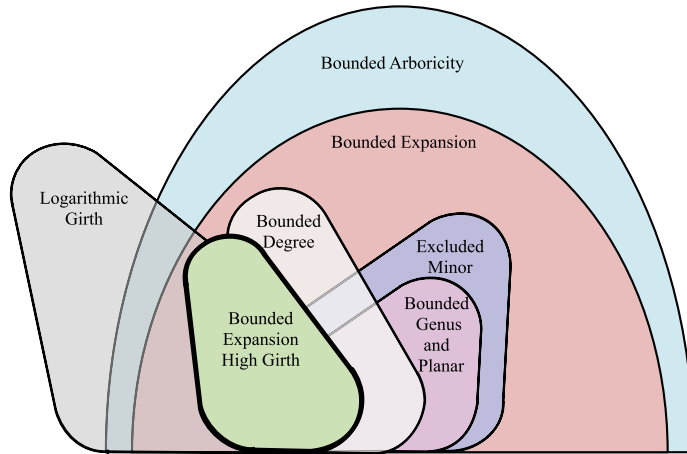 Bounded Arboricity
Bounded Expansion
Logarithmic
Girth
Bounded
Degree
Excluded
Minor
Bounded
Genus
and
Planar
Bounded
Expansion
High Girth